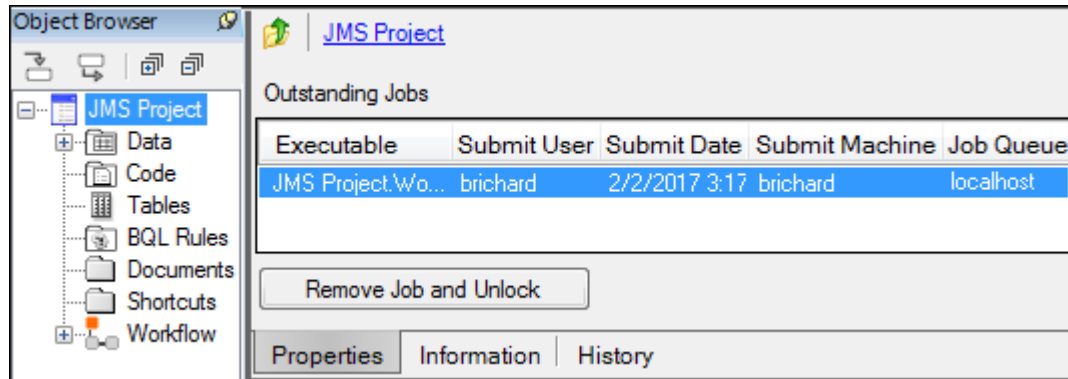 Object Browser
JMS Project
Data
Code
Tables
BQL Rules
Documents
Shortcuts
Workflow
JMS Project
Outstanding Jobs
Executable Submit User Submit Date Submit Machine Job Queue
JMS Project.Wo... brichard 2/2/2017 3:17 brichard localhost
Remove Job and Unlock
Properties Information History